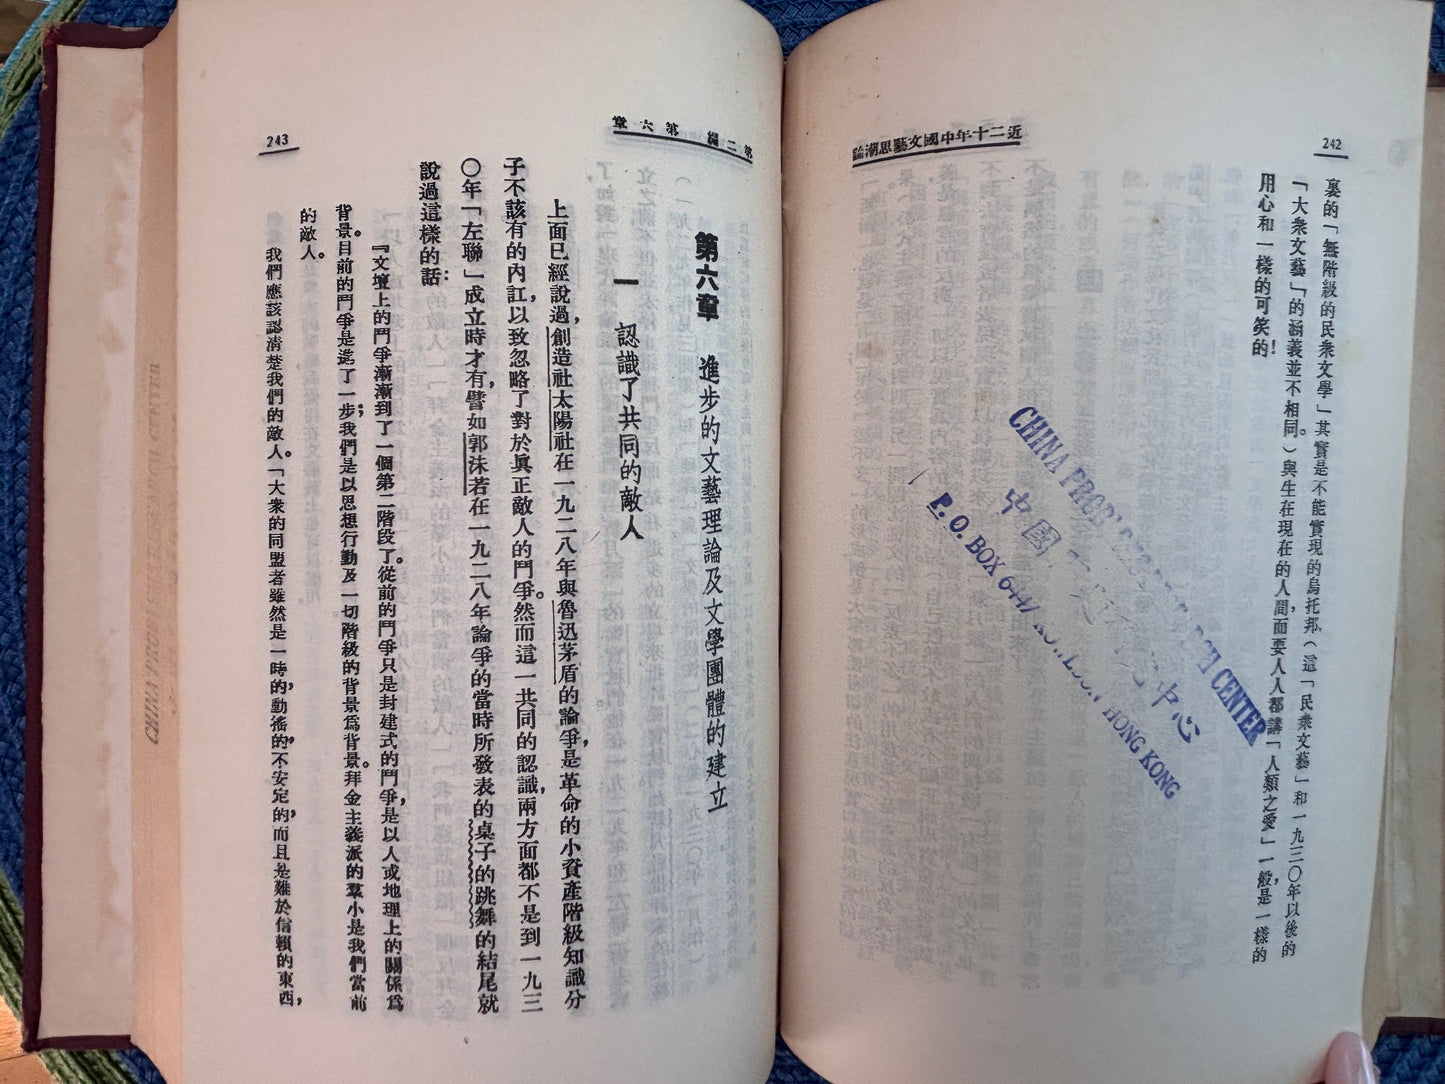 242
近二十年中國文藝思潮論
裏的「無階級的民衆文學」其實是不能實現的烏托邦（這「民衆文藝」和一九三〇年以後的
「大衆文藝」的涵義並不相同。）與生在現在的人間，而要人人都講「人類之愛」一般，是一樣的
用心和一樣的可笑的！
CHINA
中國
中心
CENTER
P. O. BOX
HONG KONG
第二編 第六章
243
第六章 進步的文藝理論及文學團體的建立
一 認識了共同的敵人
上面已經說過，創造社太陽社在一九二八年與魯迅茅盾的論爭，是革命的小資產階級知識分
子不該有的内訌，以致忽略了對於眞正敵人的鬥爭。然而這一共同的認識，兩方面都不是到一九三
〇年「左聯」成立時才有，譬如郭沫若在一九二八年論爭的當時所發表的桌子的跳舞的結尾就
說過這樣的話：
『文壇上的鬥爭漸漸到了一個第二階段了。從前的鬥爭只是封建式的鬥爭，是以人或地理上的關係爲
背景。目前的鬥爭是進了一步；我們是以思想行動及一切階級的背景爲背景。拜金主義派的羣小是我們當前
的敵人。
我們應該認清楚我們的敵人。「大衆的同盟者雖然是一時的，動搖的，不安定的，而且是難於信賴的東西，